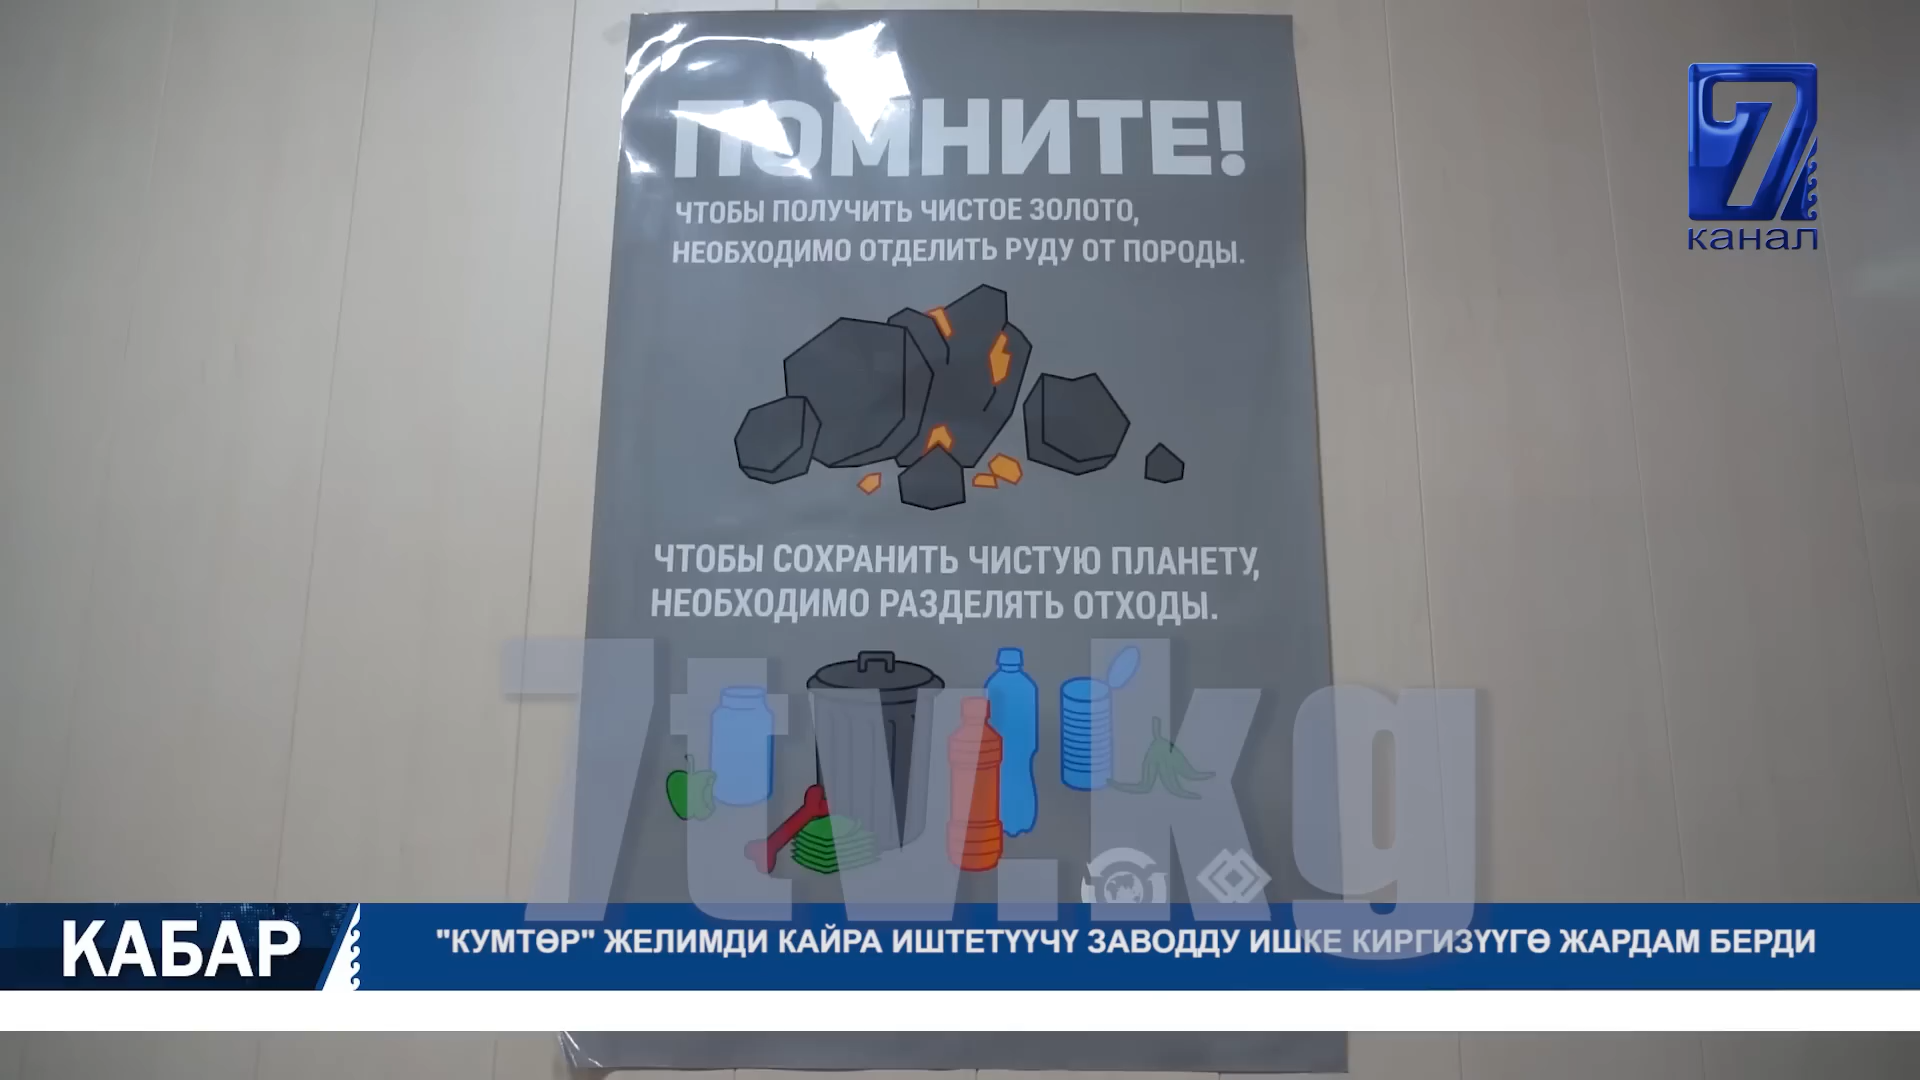 ПОМНИТЕ!
ЧТОБЫ ПОЛУЧИТЬ ЧИСТОЕ ЗОЛОТО,
НЕОБХОДИМО ОТДЕЛИТЬ РУДУ ОТ ПОРОДЫ.
7
канал
ЧТОБЫ СОХРАНИТЬ ЧИСТУЮ ПЛАНЕТУ,
НЕОБХОДИМО РАЗДЕЛЯТЬ ОТХОДЫ.
7tv.kg
КАБАР
"КУМТӨР" ЖЕЛИМДИ КАЙРА ИШТЕТҮҮЧҮ ЗАВОДДУ ИШКЕ КИРГИЗҮҮГӨ ЖАРДАМ БЕРДИ